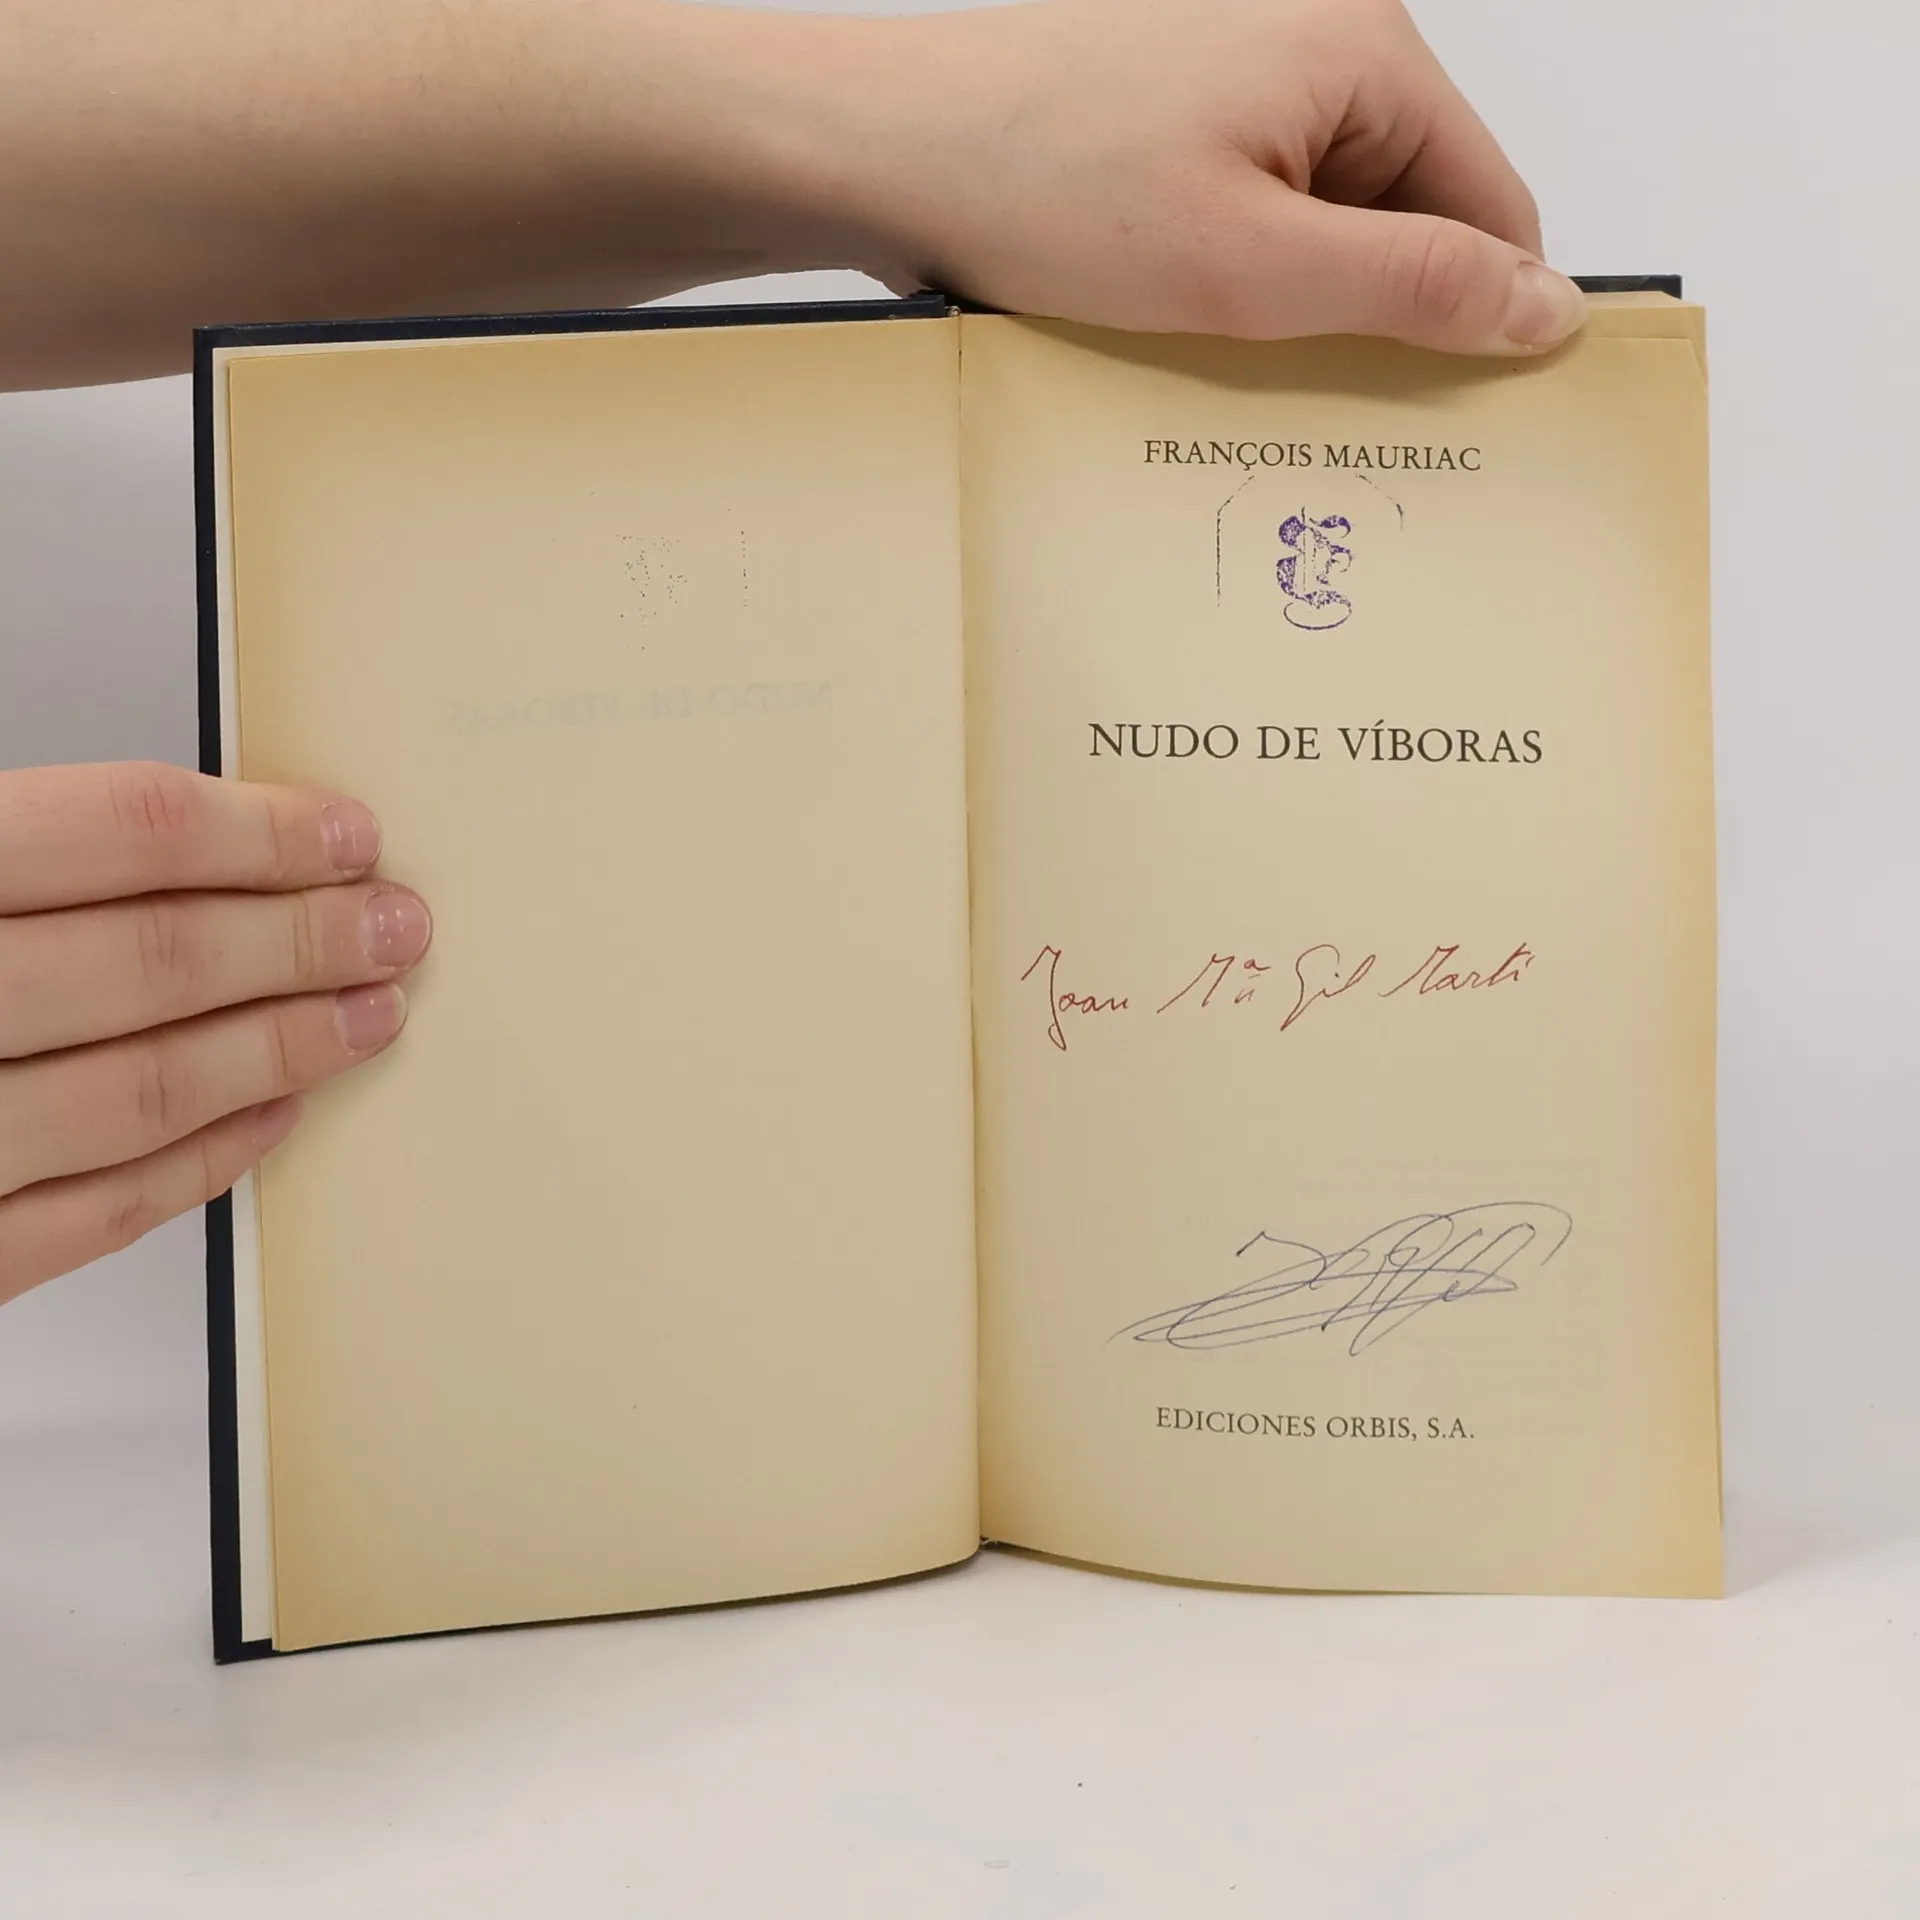 FRANÇOIS MAURIAC
NUDO DE VÍBORAS
Joan Mª Gil Martí
EDICIONES ORBIS, S.A.